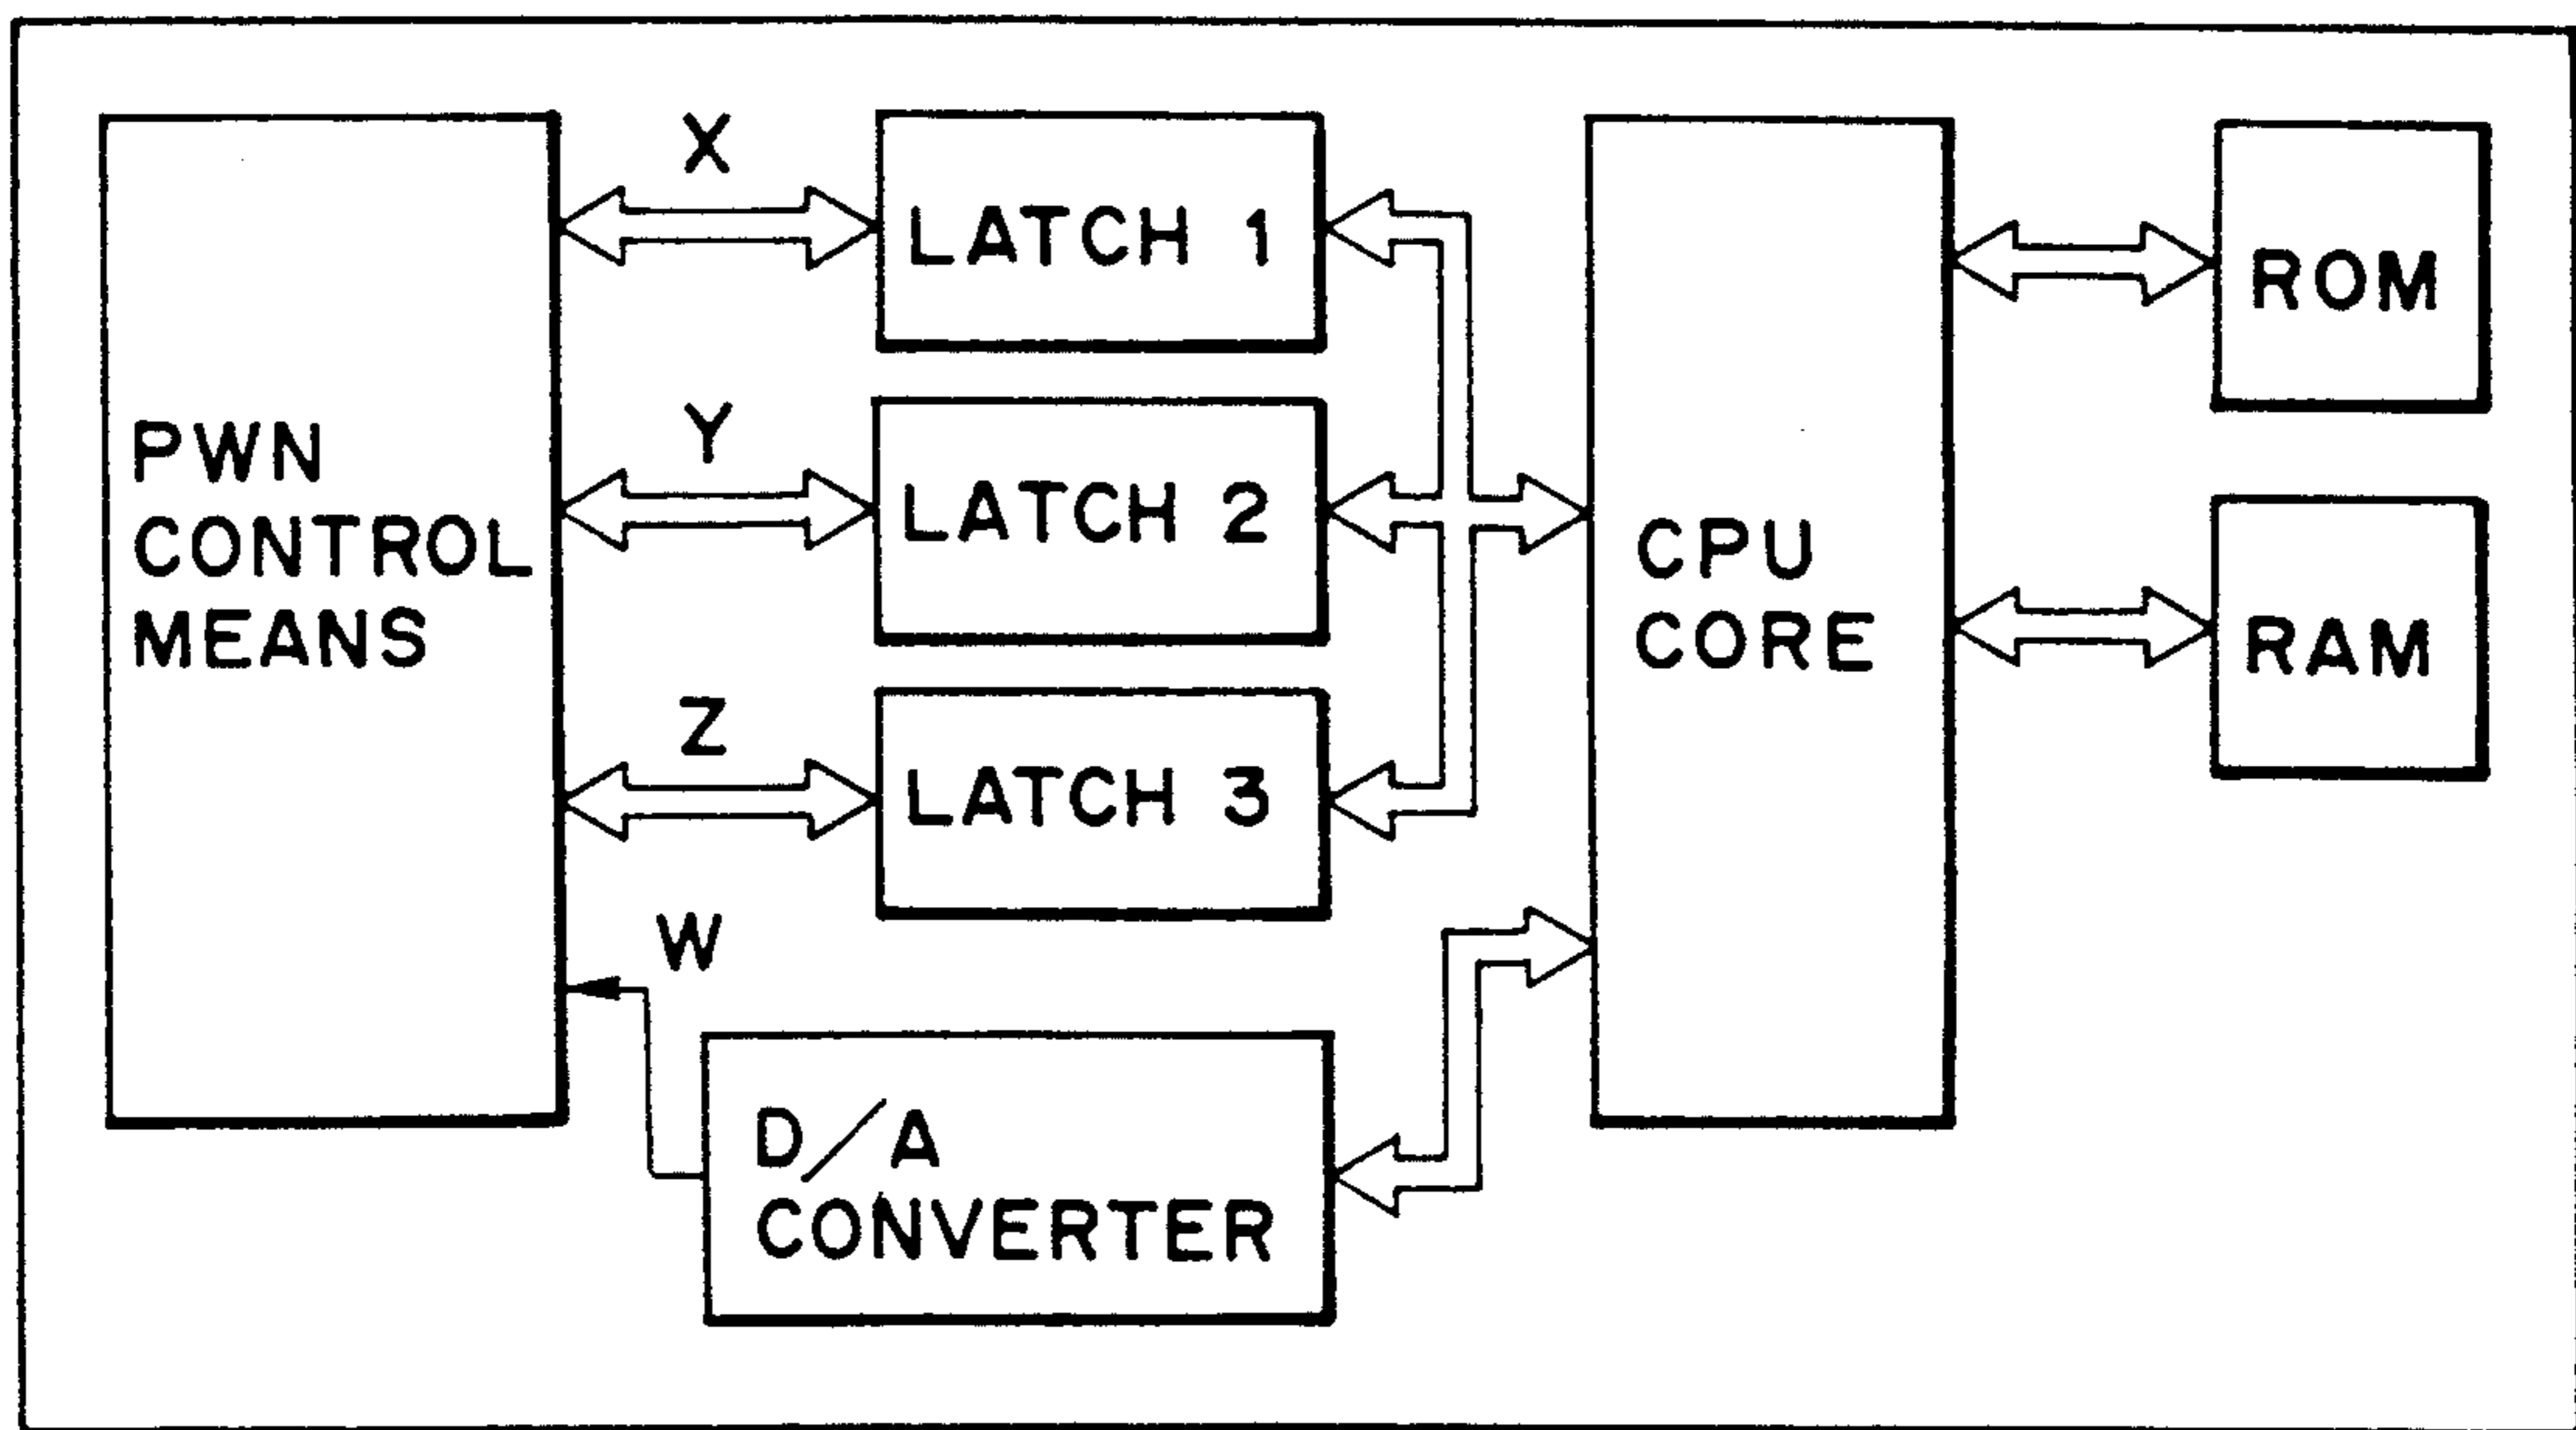 X
LATCH 1
ROM
PWN
CONTROL
MEANS
Y
LATCH 2
CPU
CORE
RAM
Z
LATCH 3
W
D/A
CONVERTER